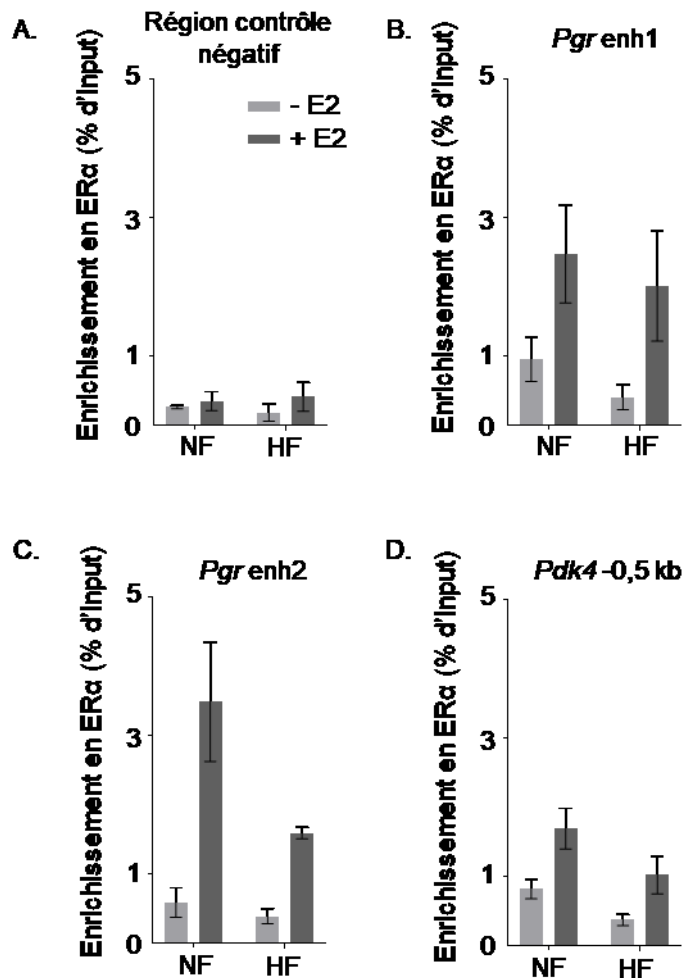 A.
Région contrôle
négatif
Enrichissement en ERα (% d'Input)
5
3
1
0
- E2
+ E2
NF HF
B.
Pgr enh1
Enrichissement en ERα (% d'Input)
5
3
1
0
NF HF
C.
Pgr enh2
Enrichissement en ERα (% d'Input)
5
3
1
0
NF HF
D.
Pdk4 -0,5 kb
Enrichissement en ERα (% d'Input)
5
3
1
0
NF HF